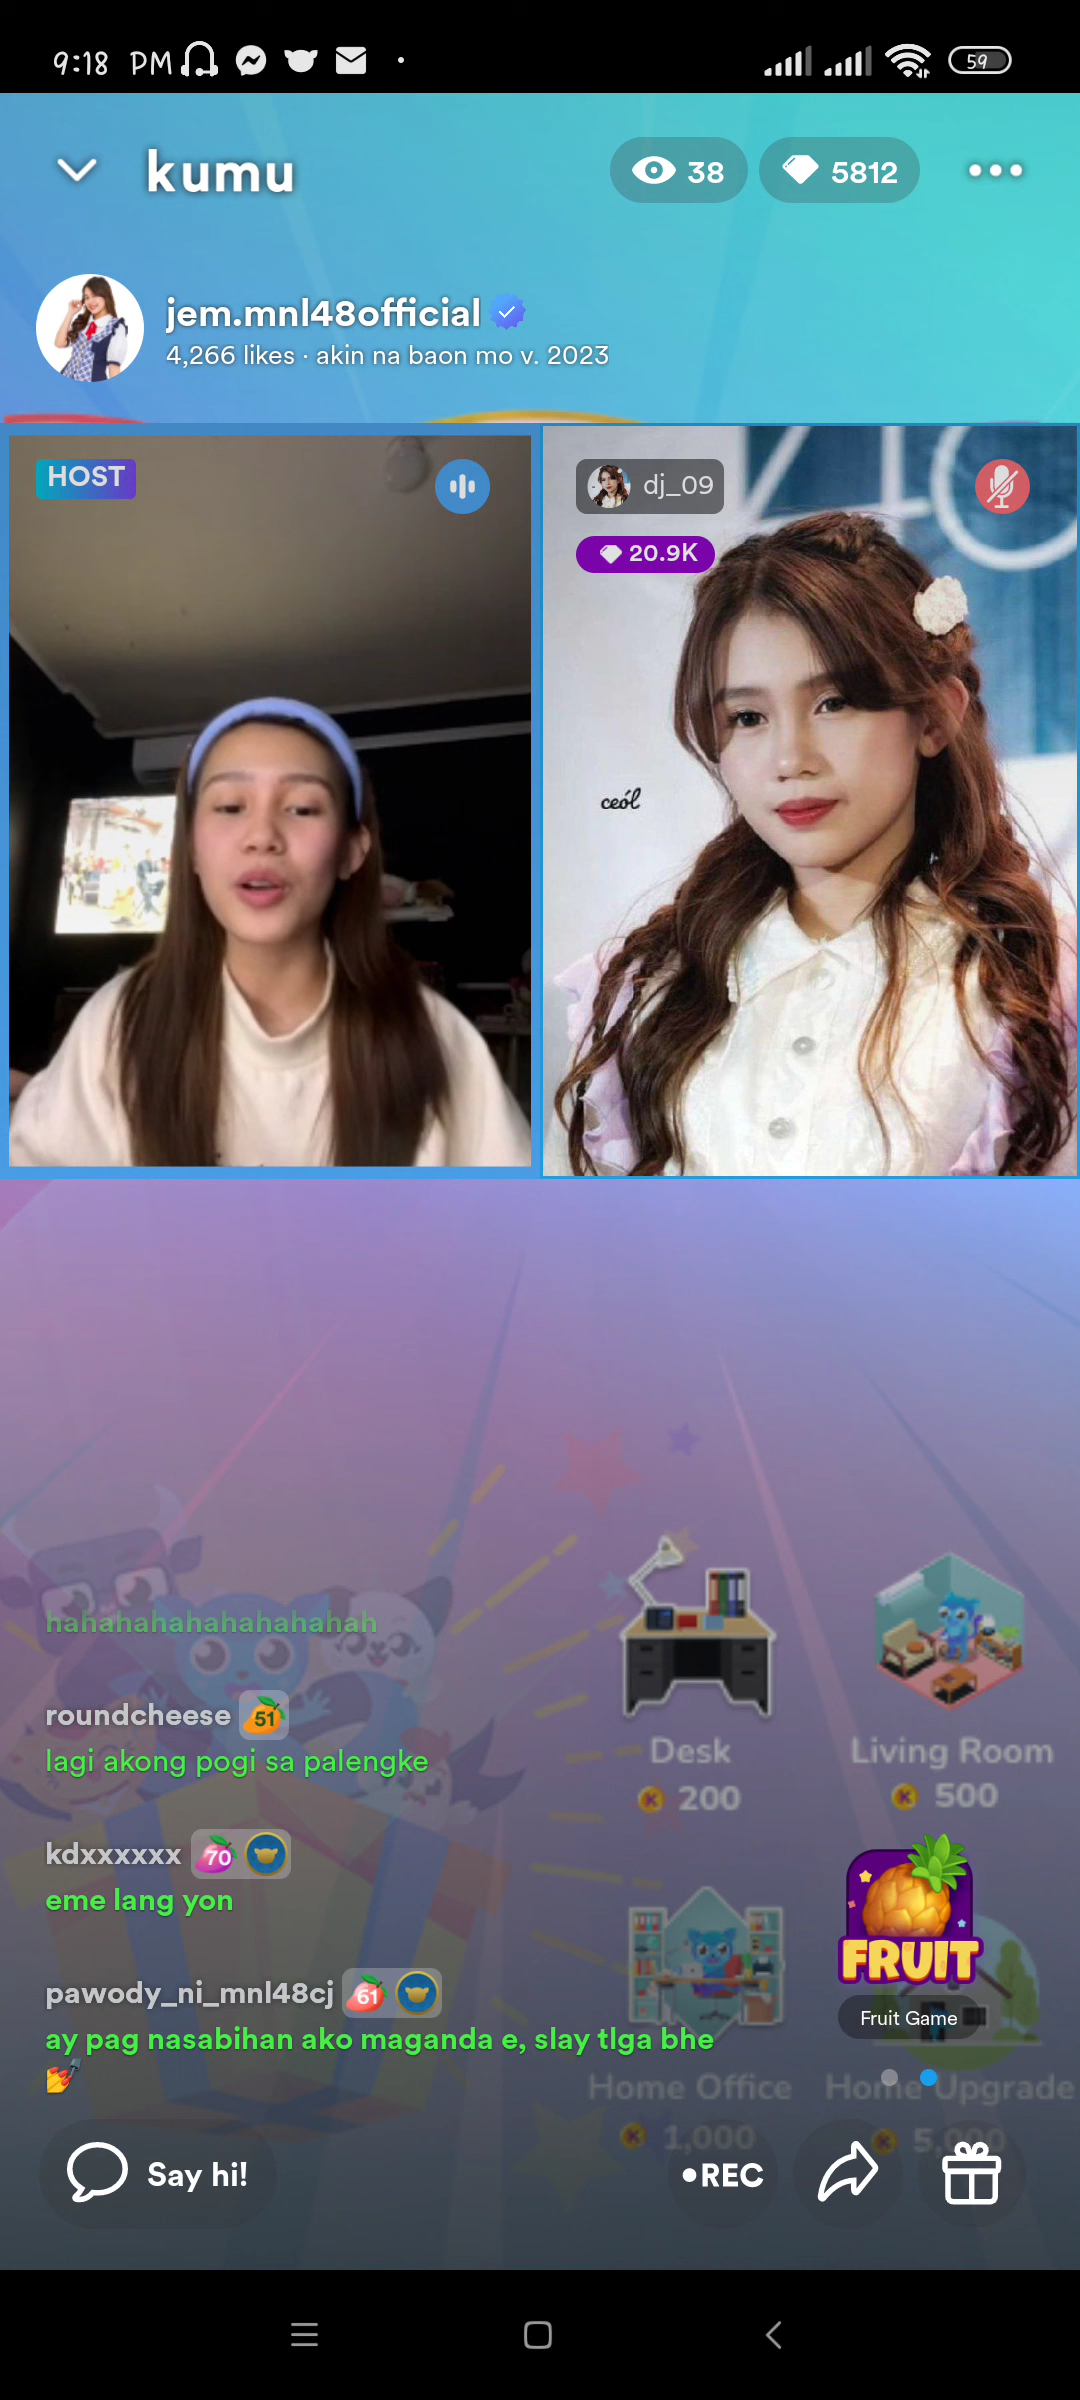 9:18 PM
59
kumu
38
5812
jem.mnl48official
4,266 likes · akin na baon mo v. 2023
HOST
dj_09
20.9K
ceól
hahahahahahahahahah
roundcheese 51
lagi akong pogi sa palengke
kdxxxxxx 70
eme lang yon
pawody_ni_mnl48cj 61
ay pag nasabihan ako maganda e, slay tlga bhe
💅
Desk
200
Living Room
500
FRUIT
Fruit Game
Home Office
1,000
Home Upgrade
5,000
Say hi!
REC